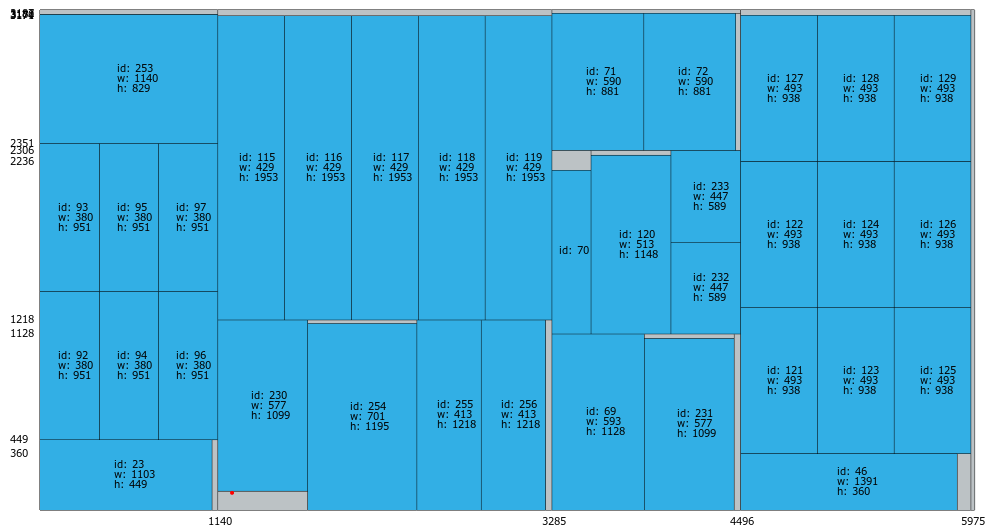 id: 253
w: 1140
h: 829
id: 71
w: 590
h: 881
id: 72
w: 590
h: 881
id: 127
w: 493
h: 938
id: 128
w: 493
h: 938
id: 129
w: 493
h: 938
2351
2306
2236
id: 115
w: 429
h: 1953
id: 116
w: 429
h: 1953
id: 117
w: 429
h: 1953
id: 118
w: 429
h: 1953
id: 119
w: 429
h: 1953
id: 93
w: 380
h: 951
id: 95
w: 380
h: 951
id: 97
w: 380
h: 951
id: 233
w: 447
h: 589
id: 70
id: 120
w: 513
h: 1148
id: 122
w: 493
h: 938
id: 124
w: 493
h: 938
id: 126
w: 493
h: 938
id: 232
w: 447
h: 589
1218
1128
id: 92
w: 380
h: 951
id: 94
w: 380
h: 951
id: 96
w: 380
h: 951
id: 230
w: 577
h: 1099
id: 254
w: 701
h: 1195
id: 255
w: 413
h: 1218
id: 256
w: 413
h: 1218
id: 69
w: 593
h: 1128
id: 231
w: 577
h: 1099
id: 121
w: 493
h: 938
id: 123
w: 493
h: 938
id: 125
w: 493
h: 938
449
360
id: 23
w: 1103
h: 449
id: 46
w: 1391
h: 360
1140
3285
4496
5975